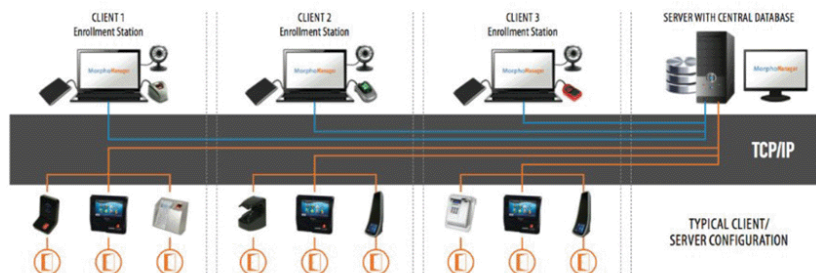 CLIENT 1
Enrollment Station
CLIENT 2
Enrollment Station
CLIENT 3
Enrollment Station
SERVER WITH CENTRAL DATABASE
MorphoManager
MorphoManager
MorphoManager
MorphoManager
TCP/IP
TYPICAL CLIENT/
SERVER CONFIGURATION